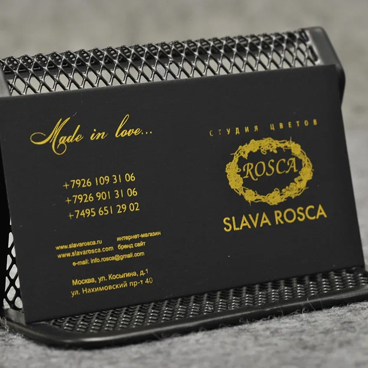 Made in love...
+7926 109 31 06
+7926 901 31 06
+7495 651 29 02
www.slavarosca.ru интернет-магазин
www.slavarosca.com бренд сайт
e-mail: info.rosca@gmail.com
Москва, ул. Косыгина, д.1
ул. Нахимовский пр-т 40
СТУДИЯ ЦВЕТОВ
ROSCA
SLAVA ROSCA